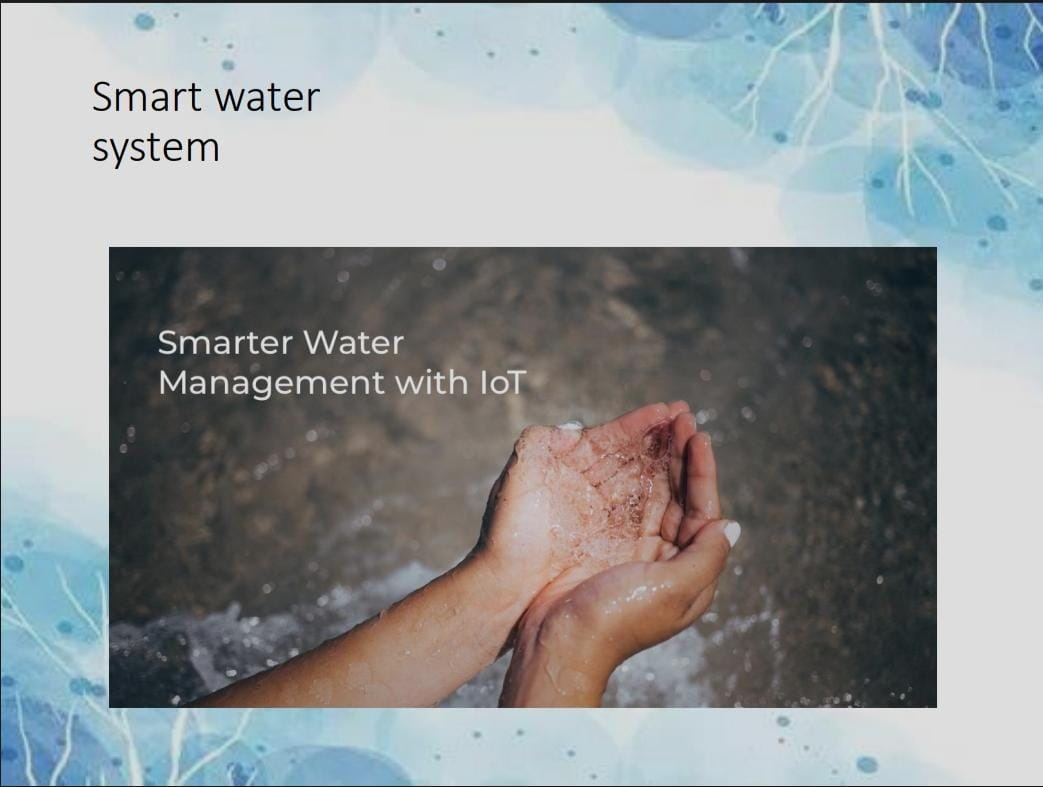 Smart water
system
Smarter Water
Management with IoT